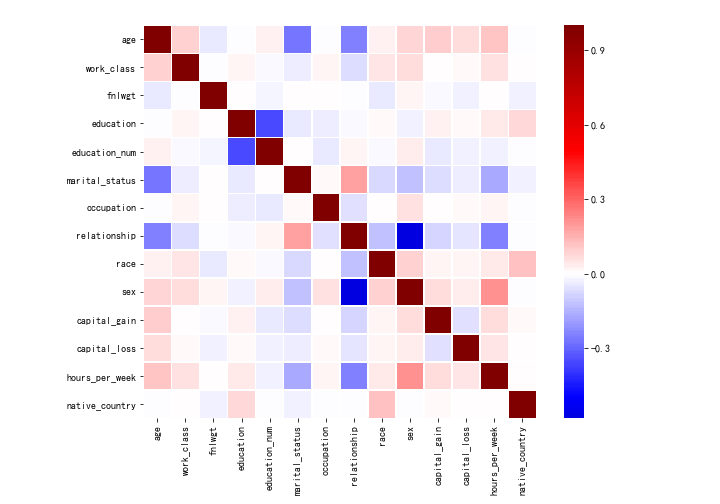 age
work_class
fnlwgt
education
education_num
marital_status
occupation
relationship
race
sex
capital_gain
capital_loss
hours_per_week
native_country
age
work_class
fnlwgt
education
education_num
marital_status
occupation
relationship
race
sex
capital_gain
capital_loss
hours_per_week
native_country
0.9
0.6
0.3
0.0
-0.3